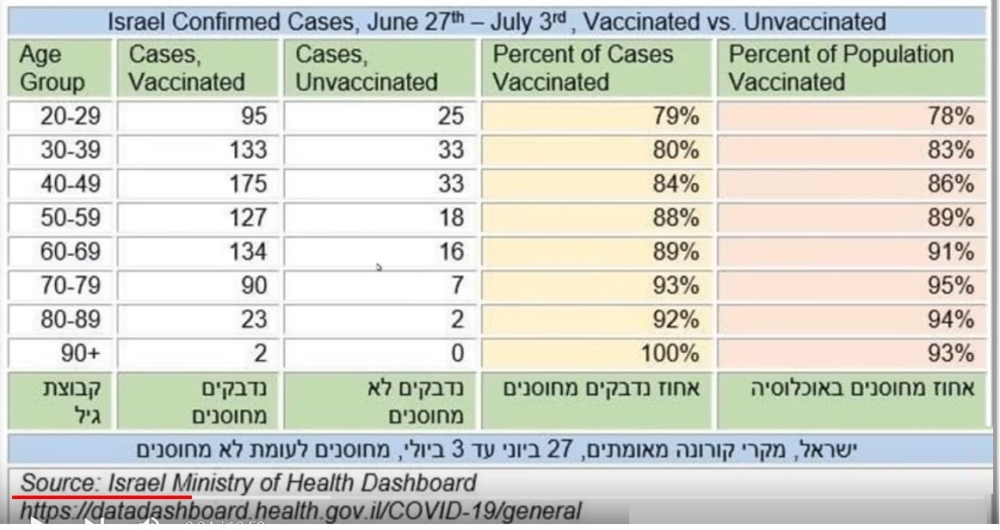 Israel Confirmed Cases, June 27th – July 3rd , Vaccinated vs. Unvaccinated
Age Group | Cases, Vaccinated | Cases, Unvaccinated | Percent of Cases Vaccinated | Percent of Population Vaccinated
20-29 95 25 79% 78%
30-39 133 33 80% 83%
40-49 175 33 84% 86%
50-59 127 18 88% 89%
60-69 134 16 89% 91%
70-79 90 7 93% 95%
80-89 23 2 92% 94%
90+ 2 0 100% 93%
קבוצת גיל | נדבקים מחוסנים | נדבקים לא מחוסנים | אחוז נדבקים מחוסנים | אחוז מחוסנים באוכלוסיה
ישראל, מקרי קורונה מאומתים, 27 ביוני עד 3 ביולי, מחוסנים לעומת לא מחוסנים
Source: Israel Ministry of Health Dashboard
https://datadashboard.health.gov.il/COVID-19/general